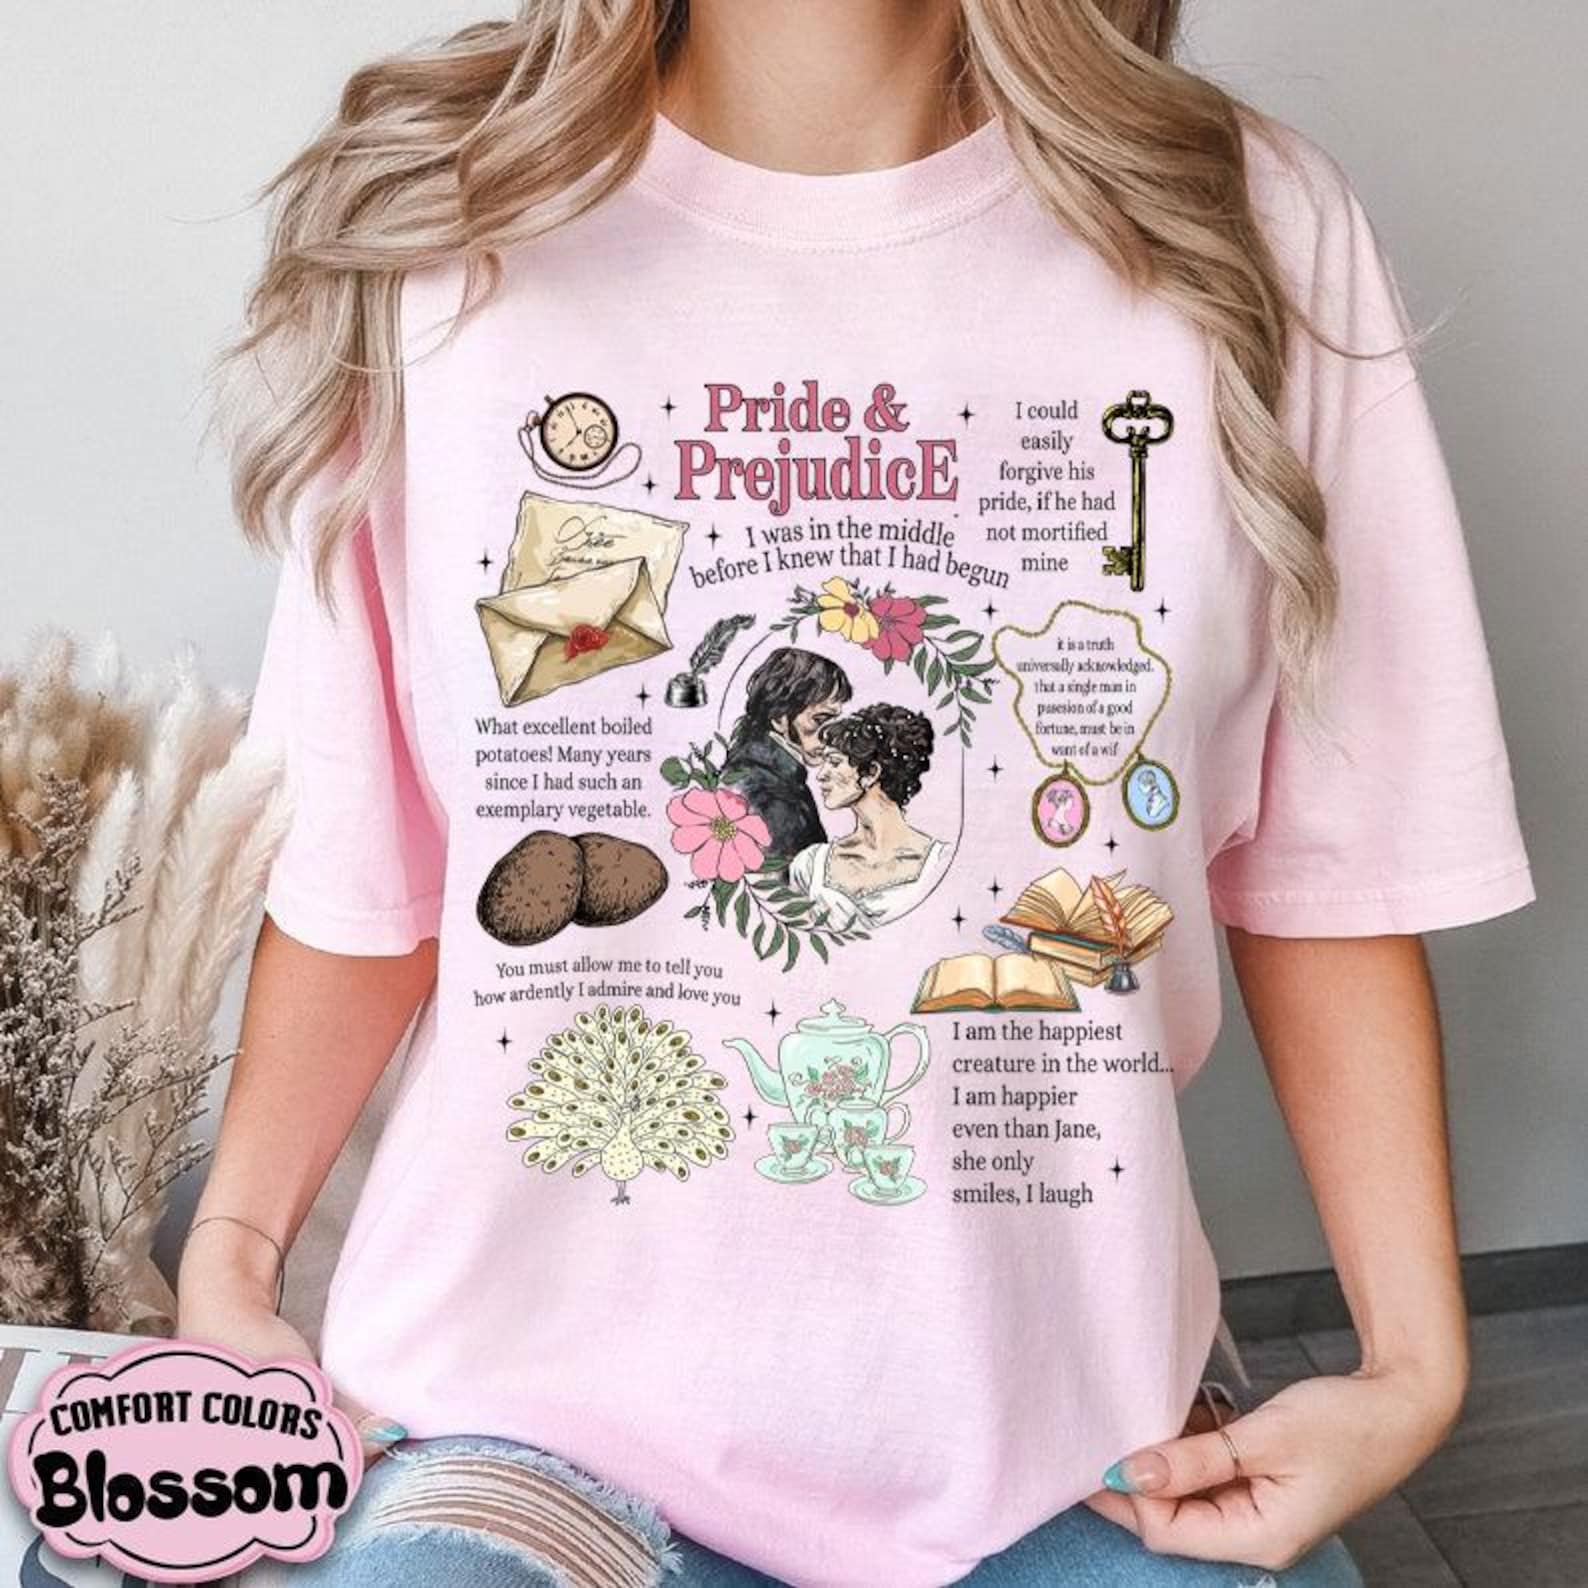 Pride &
PrejudicE
I was in the middle
before I knew that I had begun
I could
easily
forgive his
pride, if he had
not mortified
mine
it is a truth
universally acknowledged,
that a single man in
pssesion of a good
fortune, must be in
want of a wif
What excellent boiled
potatoes! Many years
since I had such an
exemplary vegetable.
You must allow me to tell you
how ardently I admire and love you
I am the happiest
creature in the world...
I am happier
even than Jane,
she only
smiles, I laugh
COMFORT COLORS
Blossom